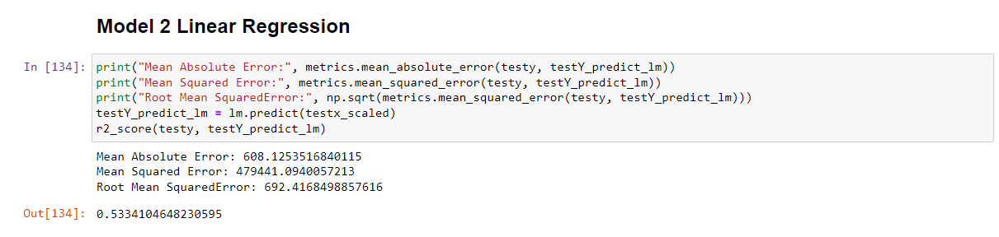 Model 2 Linear Regression
In [134]: print("Mean Absolute Error:", metrics.mean_absolute_error(testy, testY_predict_lm))
print("Mean Squared Error:", metrics.mean_squared_error(testy, testY_predict_lm))
print("Root Mean SquaredError:", np.sqrt(metrics.mean_squared_error(testy, testY_predict_lm)))
testY_predict_lm = lm.predict(testx_scaled)
r2_score(testy, testY_predict_lm)
Mean Absolute Error: 608.1253516840115
Mean Squared Error: 479441.0940057213
Root Mean SquaredError: 692.4168498857616
Out[134]: 0.5334104648230595